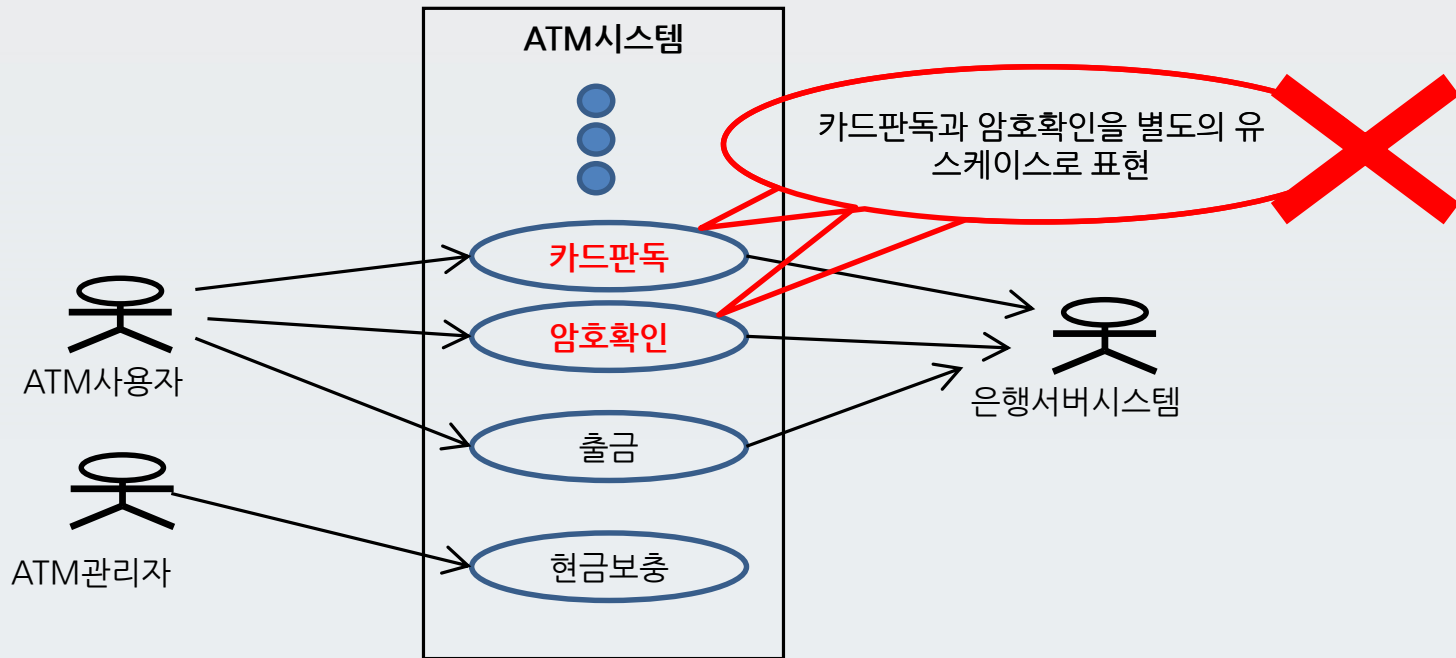 ATM시스템
카드판독과 암호확인을 별도의 유
스케이스로 표현
카드판독
암호확인
ATM사용자
은행서버시스템
출금
현금보충
ATM관리자